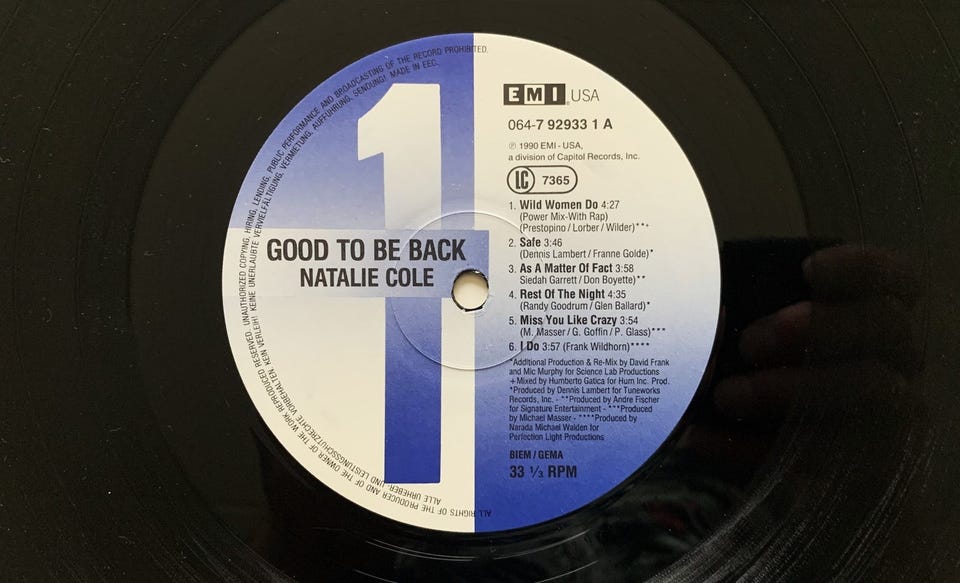 ALL RIGHTS OF THE PRODUCER AND OF THE OWNER OF THE WORK REPRODUCED RESERVED. UNAUTHORIZED COPYING, HIRING, LENDING, PUBLIC PERFORMANCE AND BROADCASTING OF THE RECORD PROHIBITED.
ALLE URHEBER- UND LEISTUNGSSCHUTZRECHTE VORBEHALTEN. KEIN VERLEIH! KEINE UNERLAUBTE VERVIELFÄLTIGUNG, VERMIETUNG, AUFFÜHRUNG, SENDUNG! MADE IN EEC.
1
GOOD TO BE BACK
NATALIE COLE
EMI USA
064-7 92933 1 A
℗ 1990 EMI - USA,
a division of Capitol Records, Inc.
LC 7365
1. Wild Women Do 4:27
(Power Mix-With Rap)
(Prestopino / Lorber / Wilder)**+
2. Safe 3:46
(Dennis Lambert / Franne Golde)*
3. As A Matter Of Fact 3:58
Siedah Garrett / Don Boyette)**
4. Rest Of The Night 4:35
(Randy Goodrum / Glen Ballard)*
5. Miss You Like Crazy 3:54
(M. Masser / G. Goffin / P. Glass)***
6. I Do 3:57 (Frank Wildhorn)****
*Additional Production & Re-Mix by David Frank
and Mic Murphy for Science Lab Productions
+Mixed by Humberto Gatica for Hum Inc. Prod.
*Produced by Dennis Lambert for Tuneworks
Records, Inc. - **Produced by Andre Fischer
for Signature Entertainment - ***Produced
by Michael Masser - ****Produced by
Narada Michael Walden for
Perfection Light Productions
BIEM / GEMA
33 ⅓ RPM